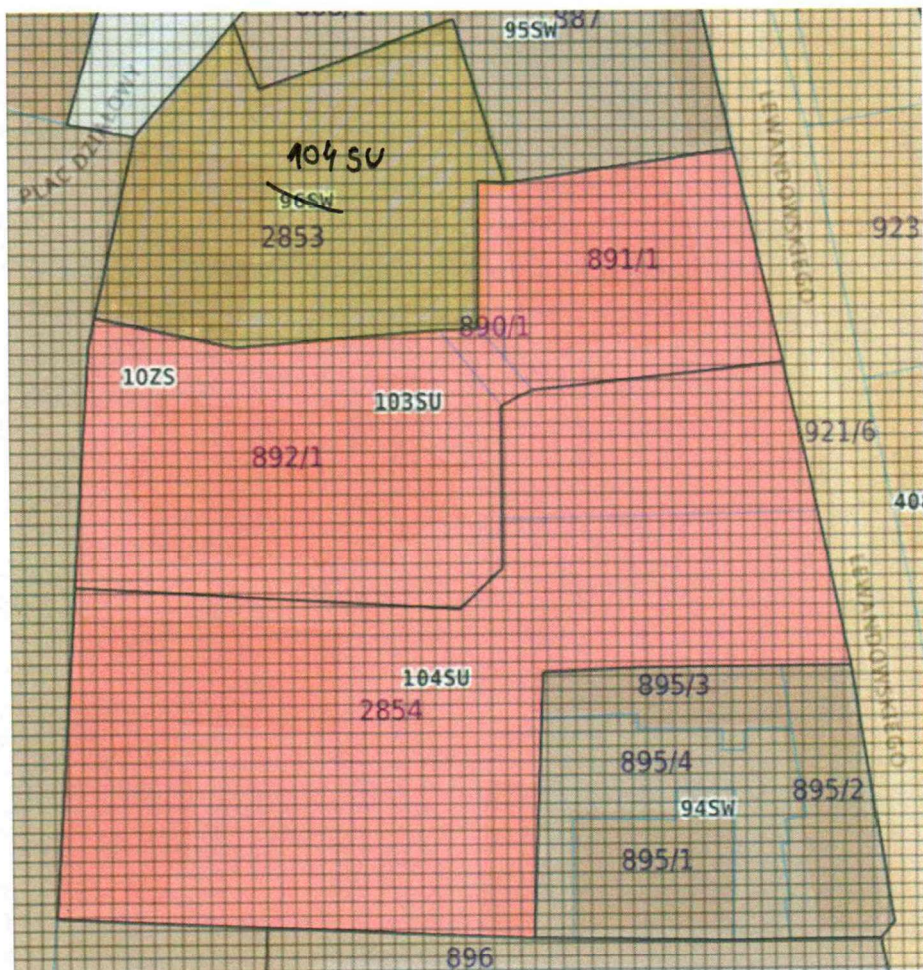 95SW
887
PLAC DZIAŁOWY
LEWANDOWSKIEGO
104 SU
96SW
2853
923
891/1
890/1
10ZS
103SU
921/6
892/1
LEWANDOWSKIEGO
104SU
895/3
2854
895/4
895/2
94SW
895/1
896